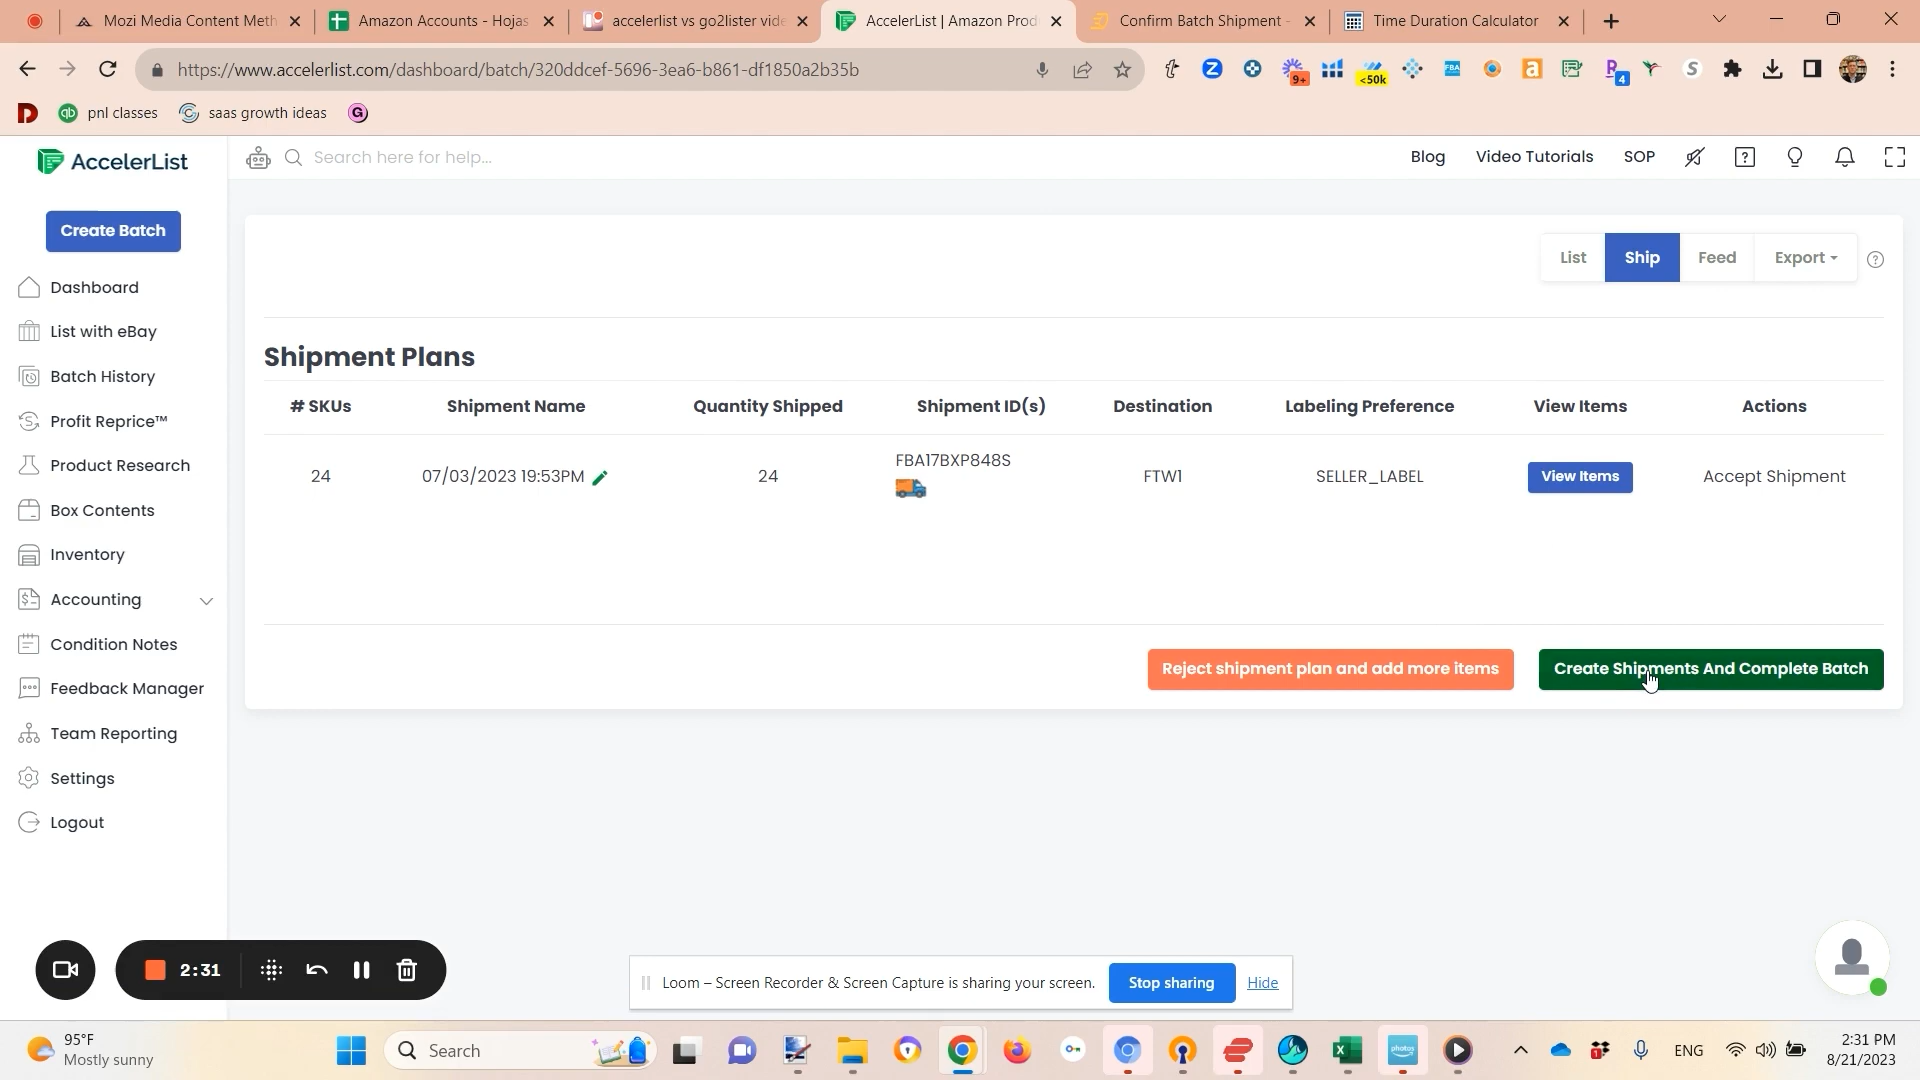 Mozi Media Content Meth
Amazon Accounts - Hojas
accelerlist vs go2lister vide
AccelerList | Amazon Prod
Confirm Batch Shipment -
Time Duration Calculator
https://www.accelerlist.com/dashboard/batch/320ddcef-5696-3ea6-b861-df1850a2b35b
9+
<50k
FBA
4
pnl classes
saas growth ideas
G
AccelerList
Search here for help...
Blog
Video Tutorials
SOP
Create Batch
Dashboard
List with eBay
Batch History
Profit Reprice™
Product Research
Box Contents
Inventory
Accounting
Condition Notes
Feedback Manager
Team Reporting
Settings
Logout
List
Ship
Feed
Export
Shipment Plans
# SKUs
Shipment Name
Quantity Shipped
Shipment ID(s)
Destination
Labeling Preference
View Items
Actions
24
07/03/2023 19:53PM
24
FBA17BXP848S
FTW1
SELLER_LABEL
View Items
Accept Shipment
Reject shipment plan and add more items
Create Shipments And Complete Batch
2:31
Loom – Screen Recorder & Screen Capture is sharing your screen.
Stop sharing
Hide
95°F
Mostly sunny
Search
photos
ENG
2:31 PM
8/21/2023